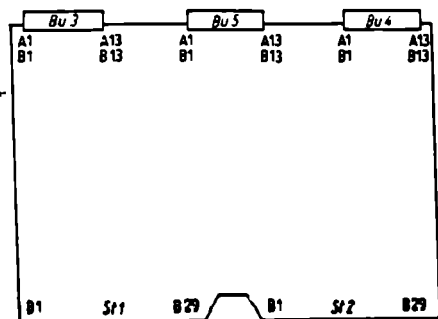 Bu 3 Bu 5 Bu 4
A1 A13 A1 A13 A1 A13
B1 B13 B1 B13 B1 B13
B1 St1 B29 B1 St2 B29